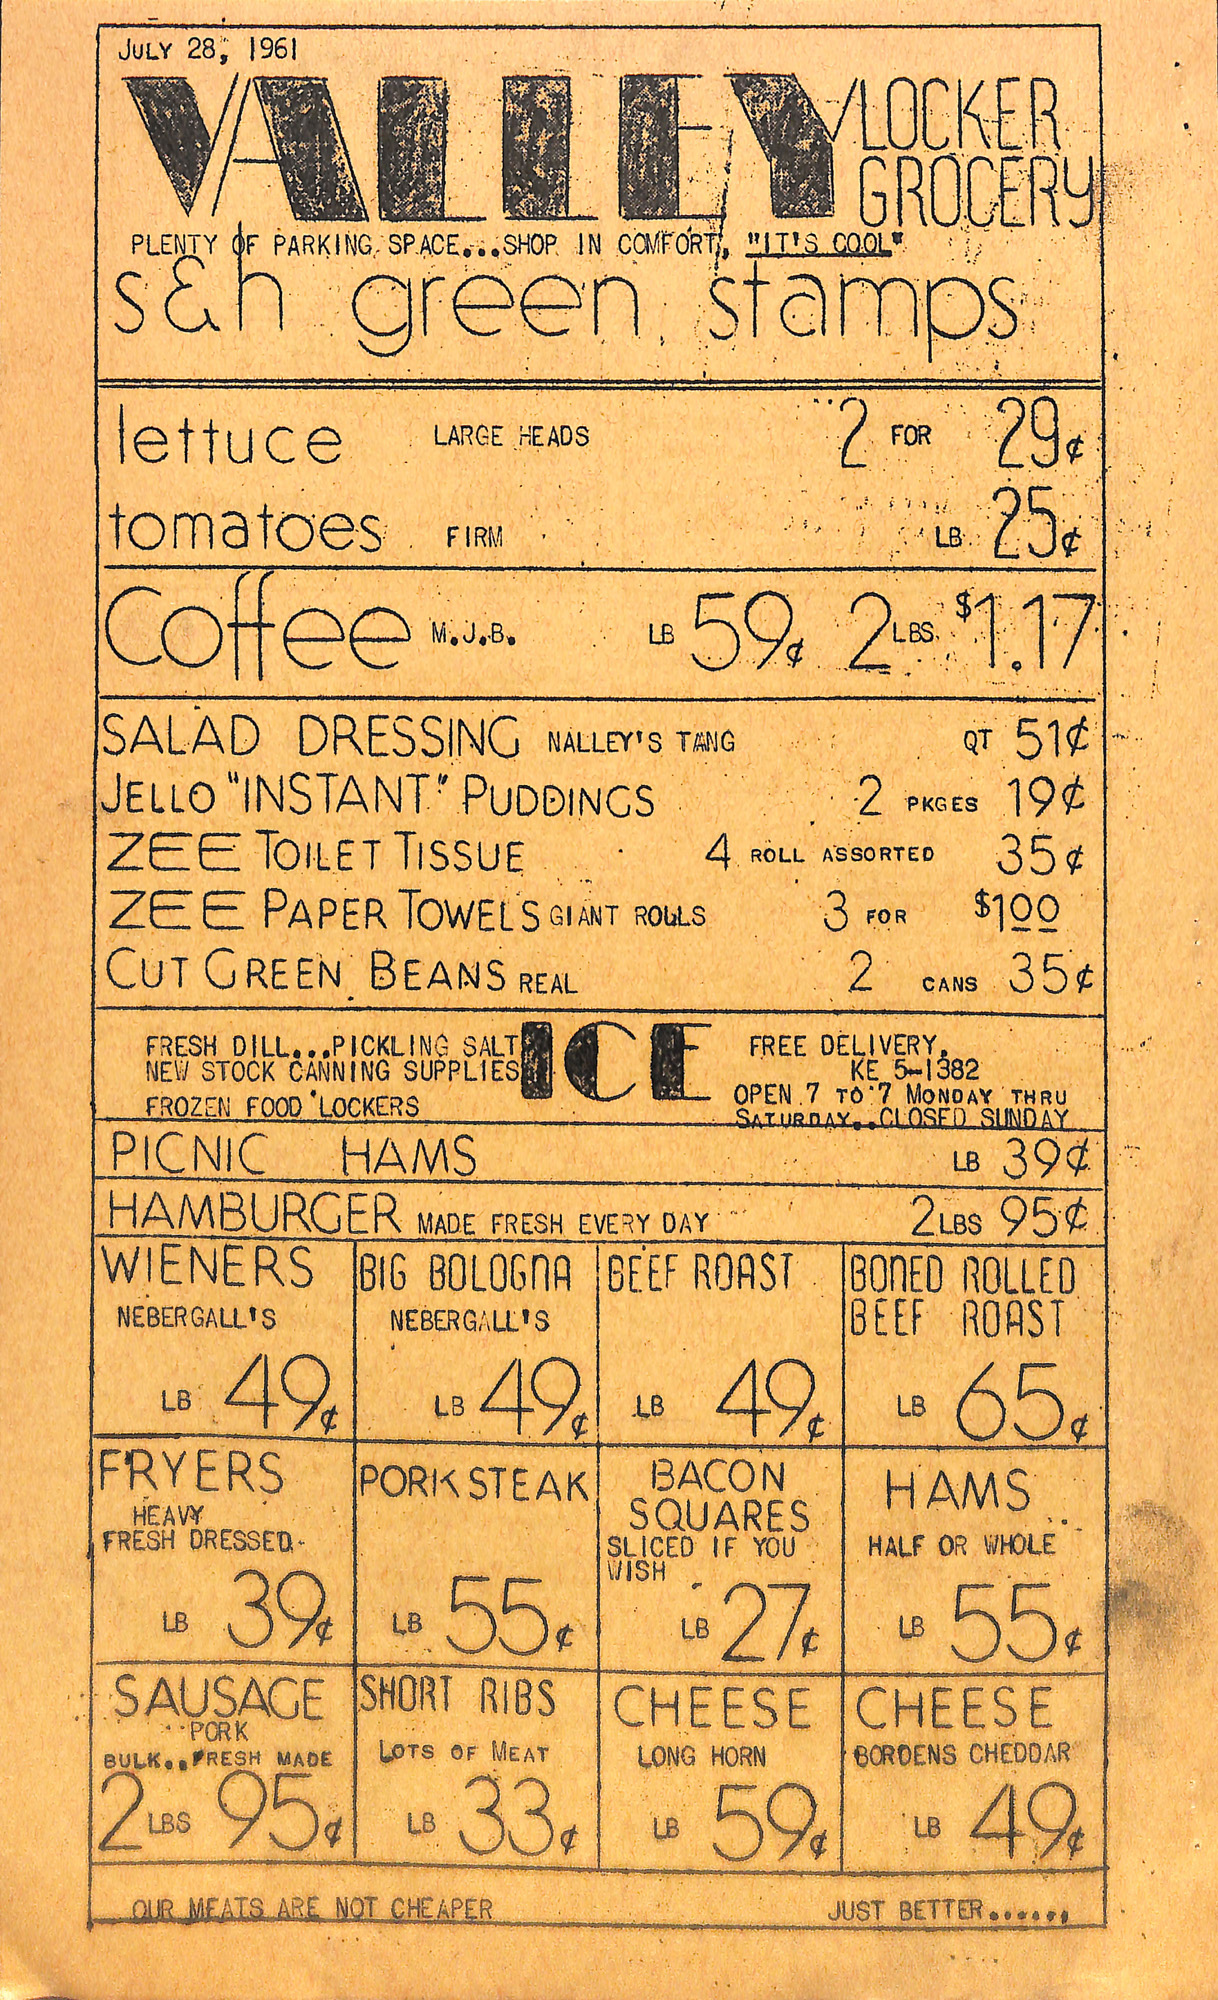 JULY 28, 1961
VALLEY LOCKER GROCERY
PLENTY OF PARKING SPACE...SHOP IN COMFORT, "IT'S COOL"
s&h green stamps
lettuce LARGE HEADS 2 FOR 29¢
tomatoes FIRM LB 25¢
Coffee M.J.B. LB 59¢ 2 LBS $1.17
SALAD DRESSING NALLEY'S TANG QT 51¢
JELLO "INSTANT" PUDDINGS 2 PKGES 19¢
ZEE TOILET TISSUE 4 ROLL ASSORTED 35¢
ZEE PAPER TOWELS GIANT ROLLS 3 FOR $100
CUT GREEN BEANS REAL 2 CANS 35¢
FRESH DILL...PICKLING SALT
NEW STOCK CANNING SUPPLIES
FROZEN FOOD LOCKERS
ICE
FREE DELIVERY,
KE 5-1382
OPEN 7 TO 7 MONDAY THRU
SATURDAY..CLOSED SUNDAY
PICNIC HAMS LB 39¢
HAMBURGER MADE FRESH EVERY DAY 2 LBS 95¢
WIENERS
NEBERGALL'S
LB 49¢
BIG BOLOGNA
NEBERGALL'S
LB 49¢
BEEF ROAST
LB 49¢
BONED ROLLED
BEEF ROAST
LB 65¢
FRYERS
HEAVY
FRESH DRESSED
LB 39¢
PORK STEAK
LB 55¢
BACON
SQUARES
SLICED IF YOU
WISH
LB 27¢
HAMS
HALF OR WHOLE
LB 55¢
SAUSAGE
PORK
BULK..FRESH MADE
2 LBS 95¢
SHORT RIBS
LOTS OF MEAT
LB 33¢
CHEESE
LONG HORN
LB 59¢
CHEESE
BORDENS CHEDDAR
LB 49¢
OUR MEATS ARE NOT CHEAPER JUST BETTER......